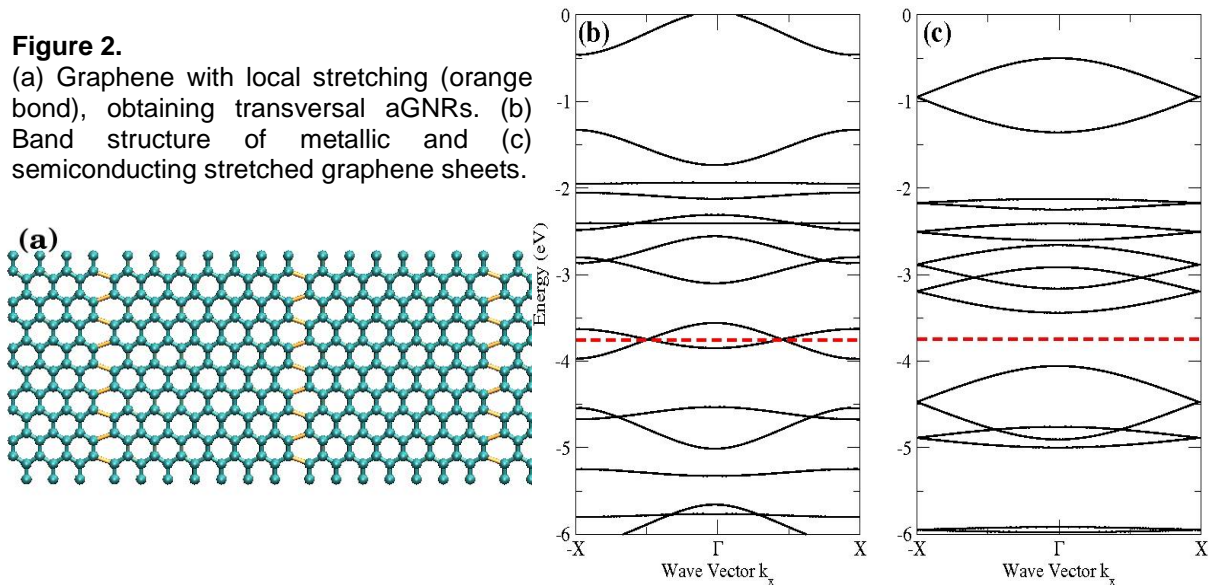 Figure 2.
(a) Graphene with local stretching (orange
bond), obtaining transversal aGNRs. (b)
Band structure of metallic and (c)
semiconducting stretched graphene sheets.
(a)
(b)
0
-1
-2
-3
-4
-5
-6
Energy (eV)
-X
Γ
X
Wave Vector k_x
(c)
0
-1
-2
-3
-4
-5
-6
-X
Γ
X
Wave Vector k_x